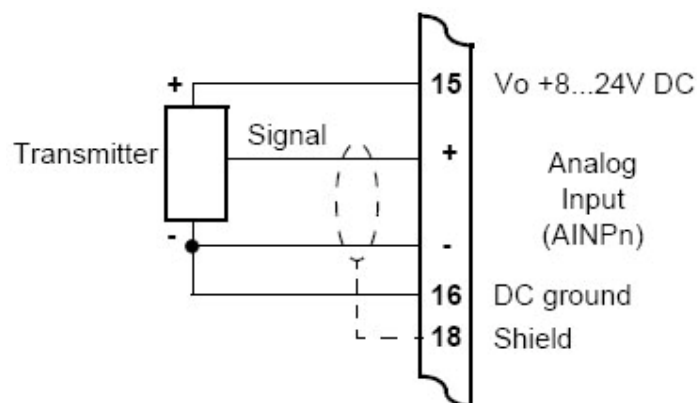 + 15 Vo +8...24V DC
Signal +
Transmitter Analog
Input
(AINPn)
- -
16 DC ground
18 Shield